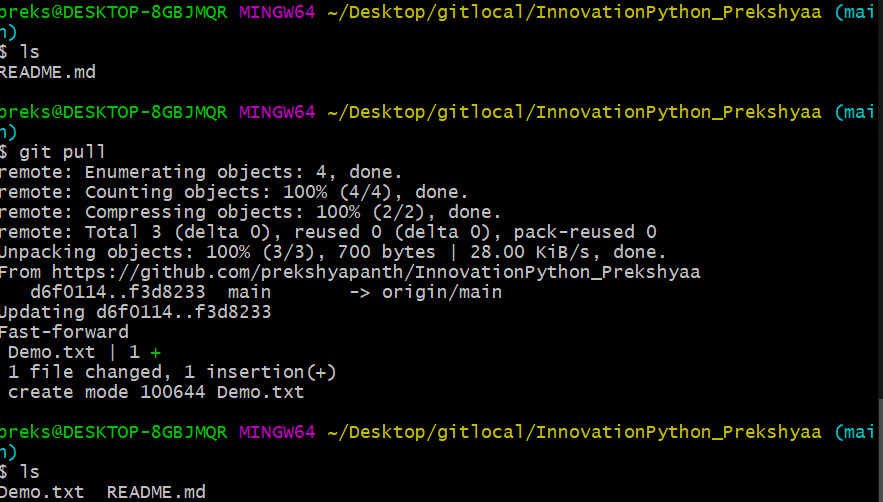 preks@DESKTOP-8GBJMQR MINGW64 ~/Desktop/gitlocal/InnovationPython_Prekshyaa (mai
n)
$ ls
README.md
preks@DESKTOP-8GBJMQR MINGW64 ~/Desktop/gitlocal/InnovationPython_Prekshyaa (mai
n)
$ git pull
remote: Enumerating objects: 4, done.
remote: Counting objects: 100% (4/4), done.
remote: Compressing objects: 100% (2/2), done.
remote: Total 3 (delta 0), reused 0 (delta 0), pack-reused 0
Unpacking objects: 100% (3/3), 700 bytes | 28.00 KiB/s, done.
From https://github.com/prekshyapanth/InnovationPython_Prekshyaa
   d6f0114..f3d8233  main       -> origin/main
Updating d6f0114..f3d8233
Fast-forward
 Demo.txt | 1 +
 1 file changed, 1 insertion(+)
 create mode 100644 Demo.txt
preks@DESKTOP-8GBJMQR MINGW64 ~/Desktop/gitlocal/InnovationPython_Prekshyaa (mai
n)
$ ls
Demo.txt  README.md